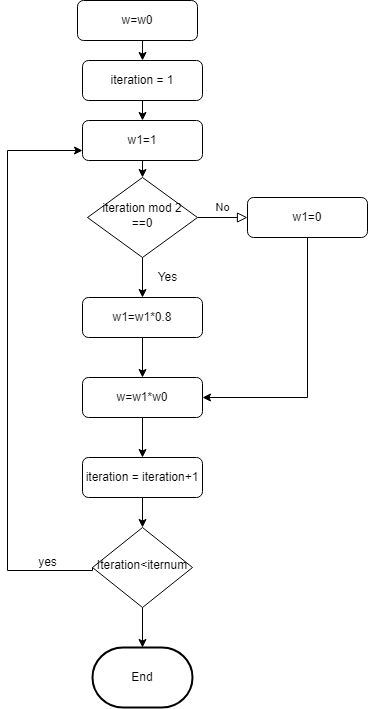 w=w0
iteration = 1
w1=1
iteration mod 2
==0
No
w1=0
Yes
w1=w1*0.8
w=w1*w0
iteration = iteration+1
iteration<iternum
yes
End